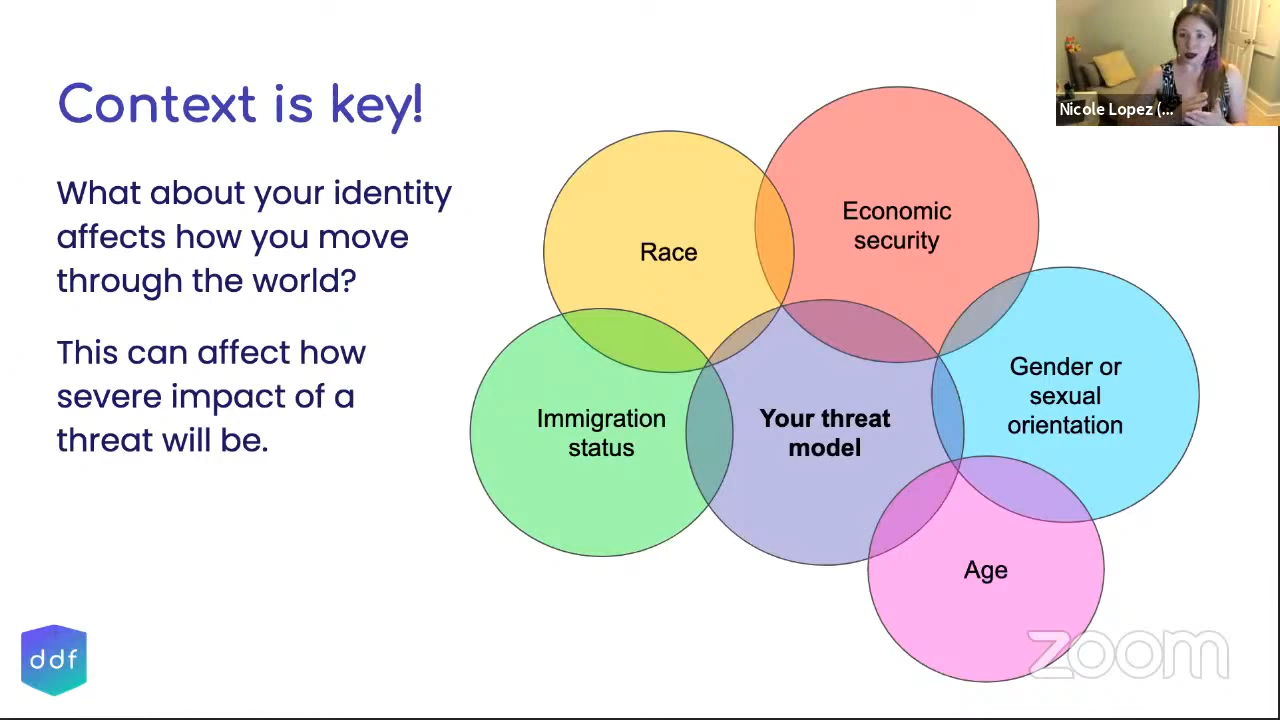 Context is key!
What about your identity
affects how you move
through the world?
This can affect how
severe impact of a
threat will be.
Race
Economic
security
Immigration
status
Your threat
model
Gender or
sexual
orientation
Age
Nicole Lopez (...
ddf
zoom